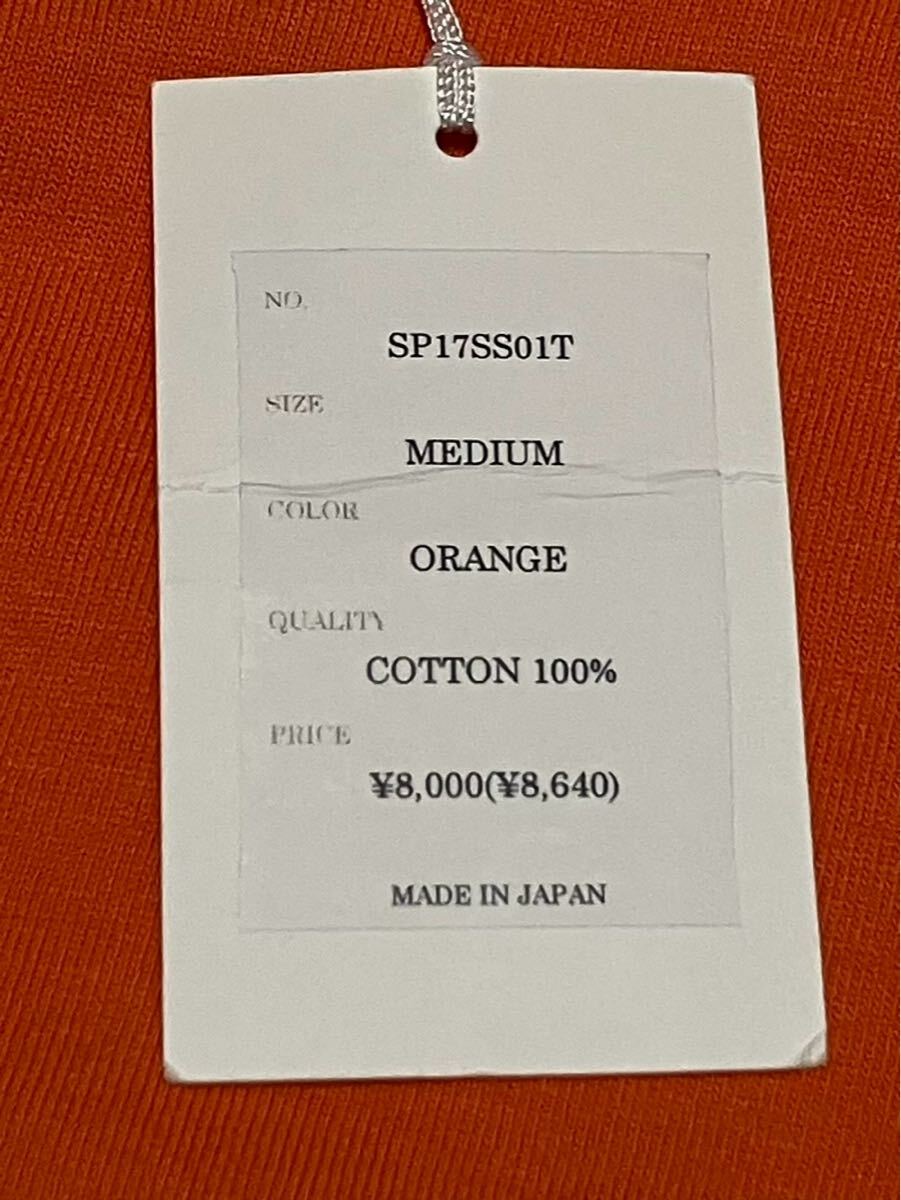 NO.
SP17SS01T
SIZE
MEDIUM
COLOR
ORANGE
QUALITY
COTTON 100%
PRICE
¥8,000(¥8,640)
MADE IN JAPAN